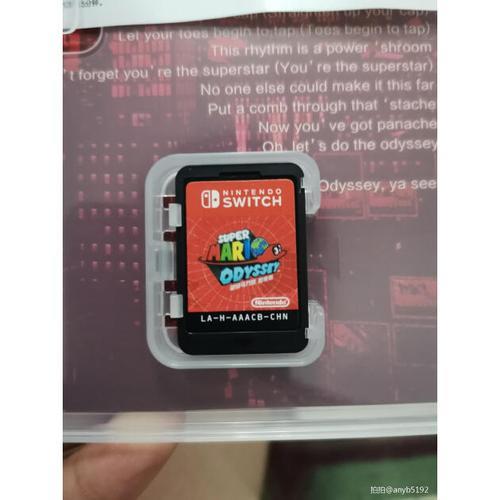 Let your toes begin to tap (Toes begin to tap)
This rhythm is a power 'shroom
't forget you're the superstar (You're the superstar)
No one else could make it this far
Put a comb through that 'stache
Now you've got panache
Oh, let's do the odyssey
Odyssey, ya see
NINTENDO
SWITCH
SUPER
MARIO
ODYSSEY
Nintendo
LA-H-AAACB-CHN
拍拍@anyb5192